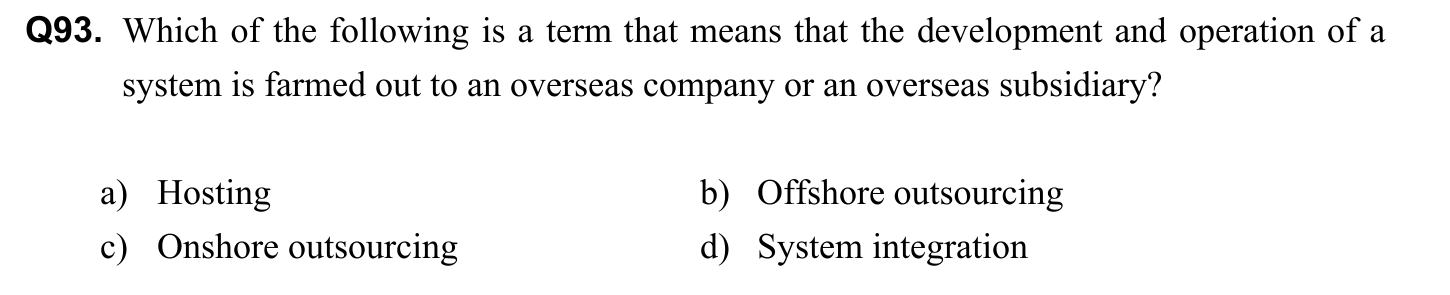 Q93. Which of the following is a term that means that the development and operation of a
system is farmed out to an overseas company or an overseas subsidiary?
a) Hosting b) Offshore outsourcing
c) Onshore outsourcing d) System integration